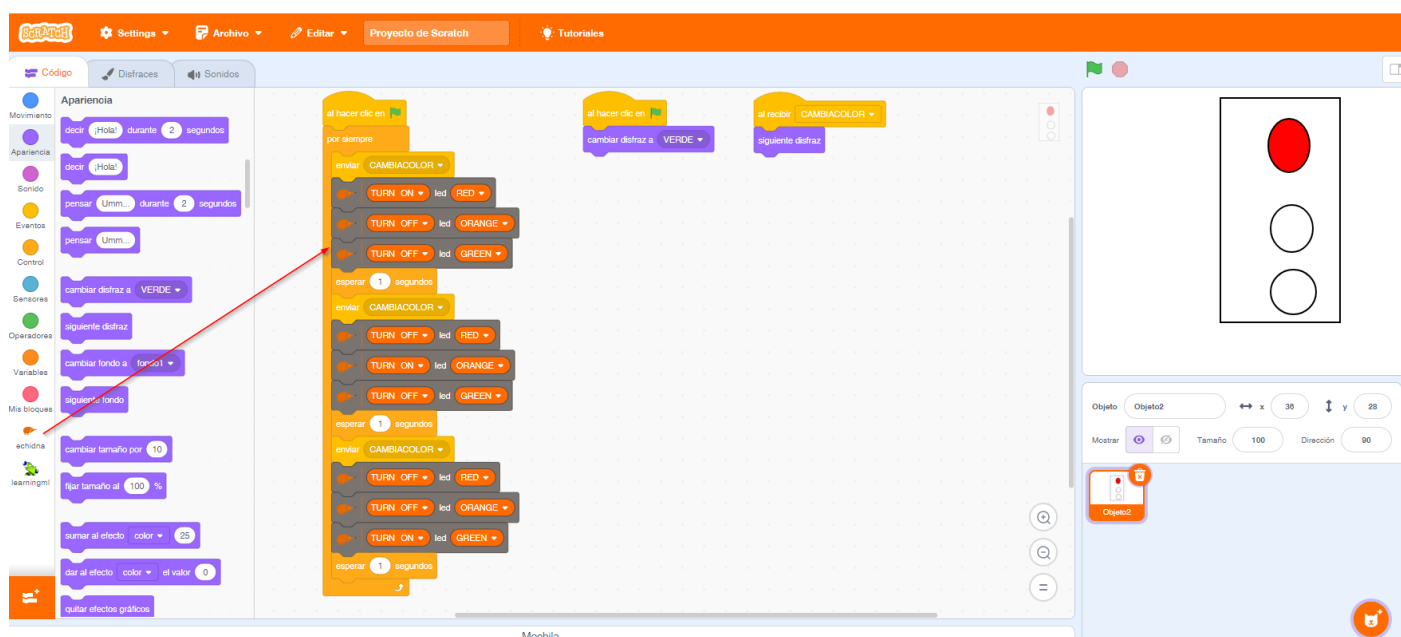 SCRATCH Settings Archivo Editar Proyecto de Scratch Tutoriales
Código Disfraces Sonidos
Movimiento
Apariencia
Sonido
Eventos
Control
Sensores
Operadores
Variables
Mis bloques
echidna
learningml
Apariencia
decir ¡Hola! durante 2 segundos
decir ¡Hola!
pensar Umm... durante 2 segundos
pensar Umm...
cambiar disfraz a VERDE
siguiente disfraz
cambiar fondo a fondo1
siguiente fondo
cambiar tamaño por 10
fijar tamaño al 100 %
sumar al efecto color 25
dar al efecto color el valor 0
quitar efectos gráficos
al hacer clic en
por siempre
enviar CAMBIACOLOR
TURN ON led RED
TURN OFF led ORANGE
TURN OFF led GREEN
esperar 1 segundos
enviar CAMBIACOLOR
TURN OFF led RED
TURN ON led ORANGE
TURN OFF led GREEN
esperar 1 segundos
enviar CAMBIACOLOR
TURN OFF led RED
TURN OFF led ORANGE
TURN ON led GREEN
esperar 1 segundos
al hacer clic en
cambiar disfraz a VERDE
al recibir CAMBIACOLOR
siguiente disfraz
Objeto Objeto2 x 36 y 28
Mostrar Tamaño 100 Dirección 90
Objeto2
Mochila